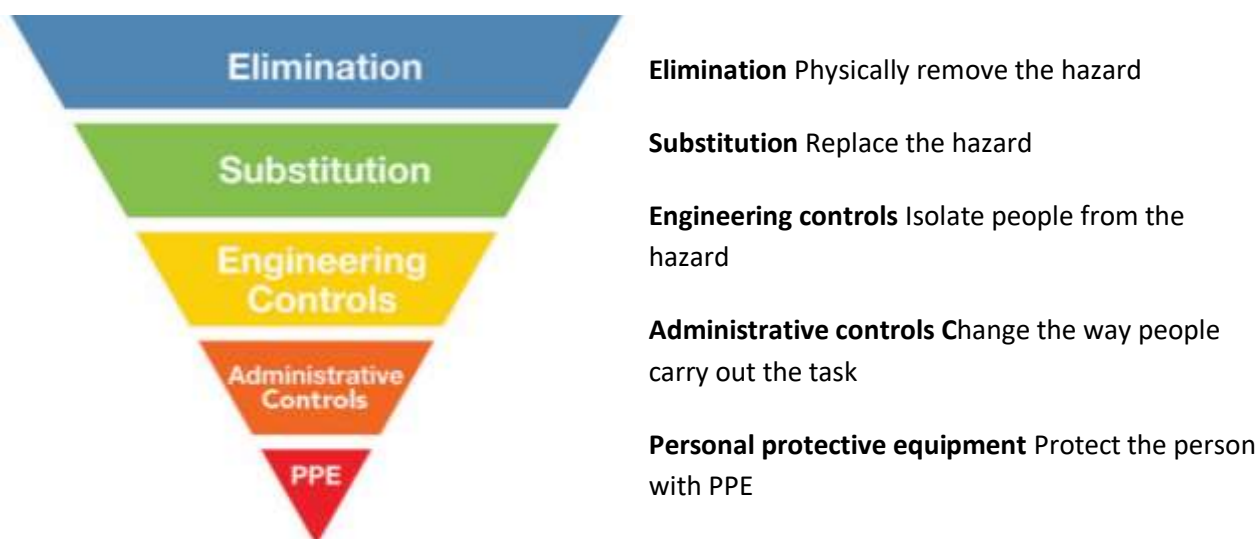 Elimination
Substitution
Engineering
Controls
Administrative
Controls
PPE
Elimination Physically remove the hazard
Substitution Replace the hazard
Engineering controls Isolate people from the
hazard
Administrative controls Change the way people
carry out the task
Personal protective equipment Protect the person
with PPE